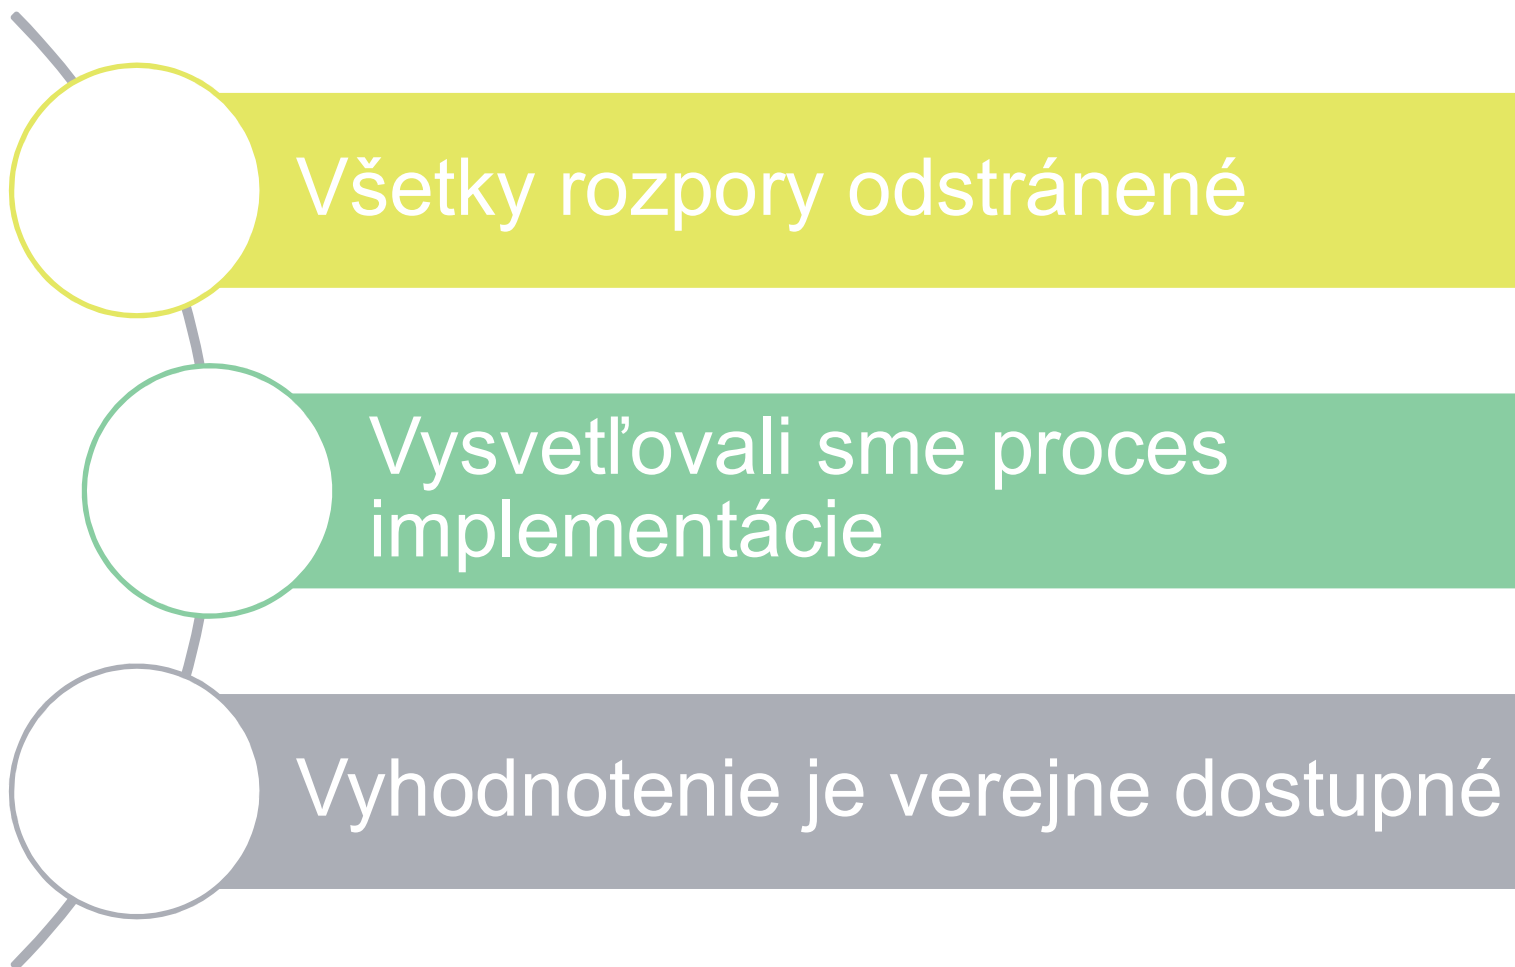 Všetky rozpory odstránené
Vysvetľovali sme proces
implementácie
Vyhodnotenie je verejne dostupné